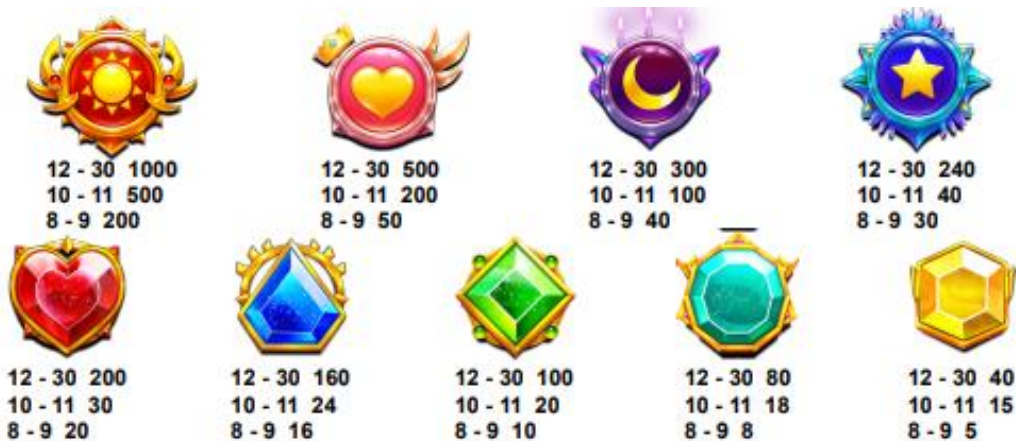 12 - 30 1000
10 - 11 500
8 - 9 200
12 - 30 500
10 - 11 200
8 - 9 50
12 - 30 300
10 - 11 100
8 - 9 40
12 - 30 240
10 - 11 40
8 - 9 30
12 - 30 200
10 - 11 30
8 - 9 20
12 - 30 160
10 - 11 24
8 - 9 16
12 - 30 100
10 - 11 20
8 - 9 10
12 - 30 80
10 - 11 18
8 - 9 8
12 - 30 40
10 - 11 15
8 - 9 5